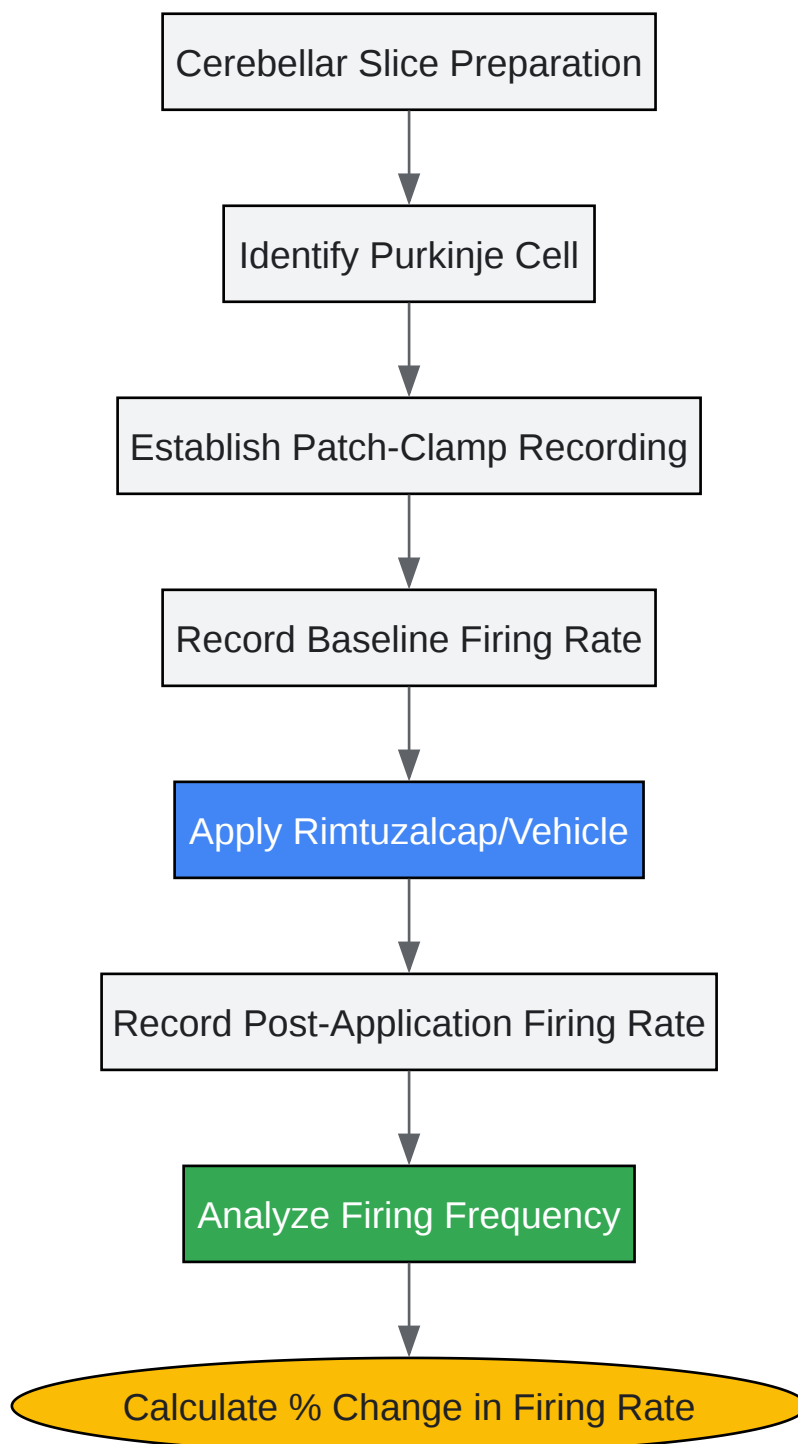 Cerebellar Slice Preparation
Identify Purkinje Cell
Establish Patch-Clamp Recording
Record Baseline Firing Rate
Apply Rimtuzalcap/Vehicle
Record Post-Application Firing Rate
Analyze Firing Frequency
Calculate % Change in Firing Rate